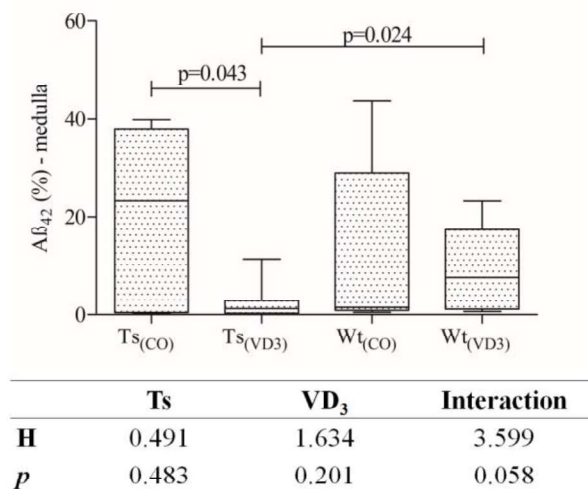 60
p=0.024
p=0.043
40
20
0
Aß₄₂ (%) - medulla
Ts(CO) Ts(VD3) Wt(CO) Wt(VD3)
Ts VD₃ Interaction
H 0.491 1.634 3.599
p 0.483 0.201 0.058